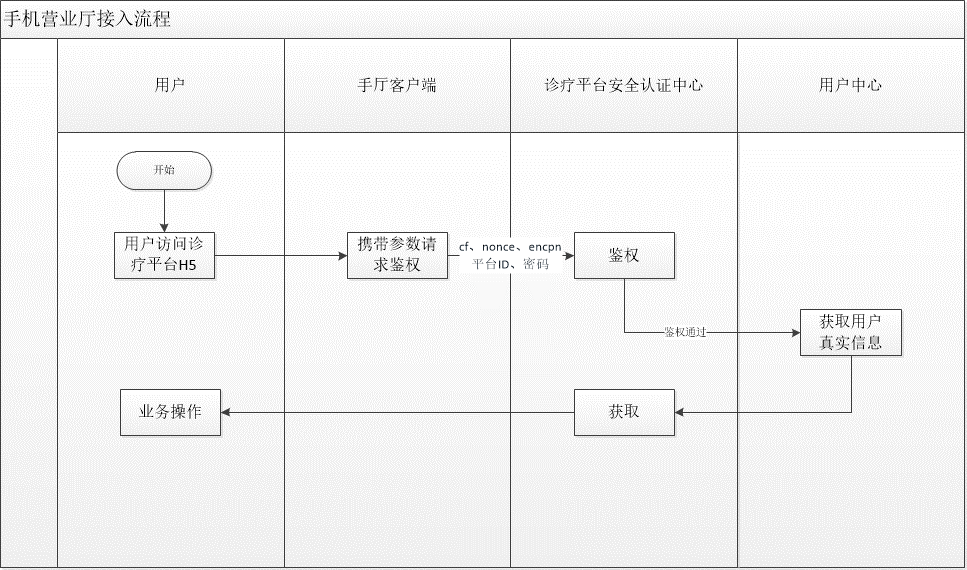 手机营业厅接入流程
用户
手厅客户端
诊疗平台安全认证中心
用户中心
开始
用户访问诊
疗平台H5
携带参数请
求鉴权
cf、nonce、encpn
平台ID、密码
鉴权
鉴权通过
获取用户
真实信息
业务操作
获取